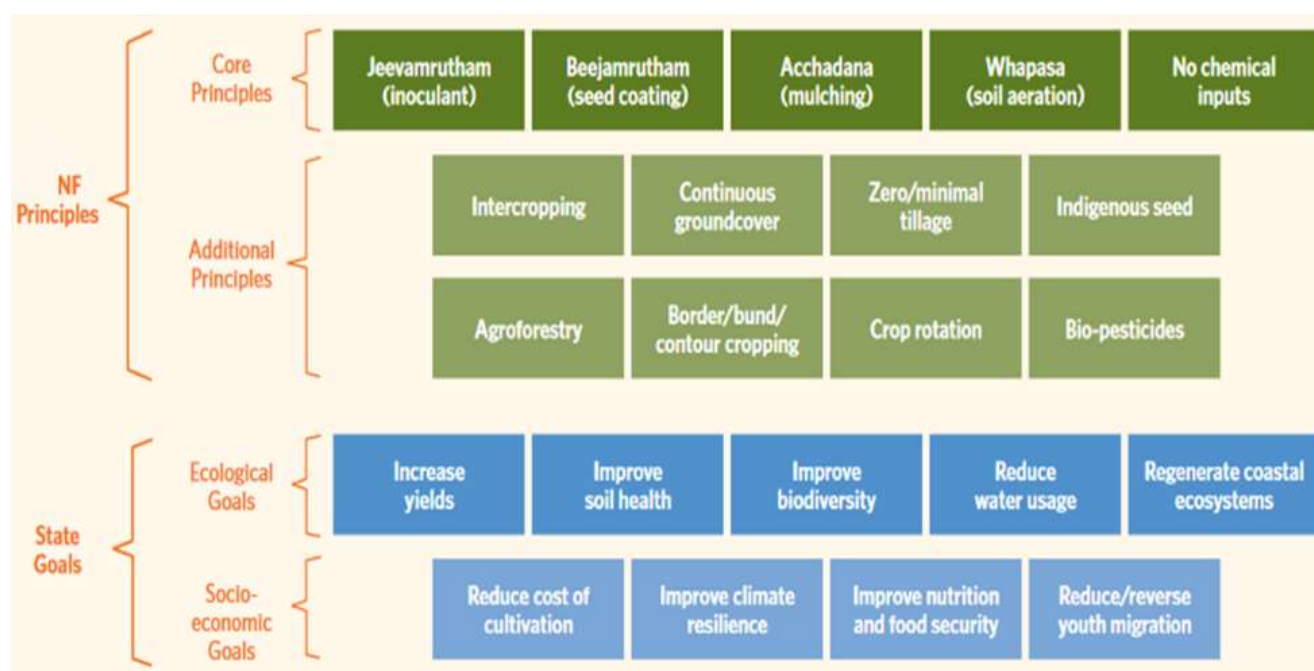 NF
Principles
Core
Principles
Jeevamrutham
(inoculant)
Beejamrutham
(seed coating)
Acchadana
(mulching)
Whapasa
(soil aeration)
No chemical
inputs
Additional
Principles
Intercropping
Continuous
groundcover
Zero/minimal
tillage
Indigenous seed
Agroforestry
Border/bund/
contour cropping
Crop rotation
Bio-pesticides
State
Goals
Ecological
Goals
Increase
yields
Improve
soil health
Improve
biodiversity
Reduce
water usage
Regenerate coastal
ecosystems
Socio-
economic
Goals
Reduce cost of
cultivation
Improve climate
resilience
Improve nutrition
and food security
Reduce/reverse
youth migration